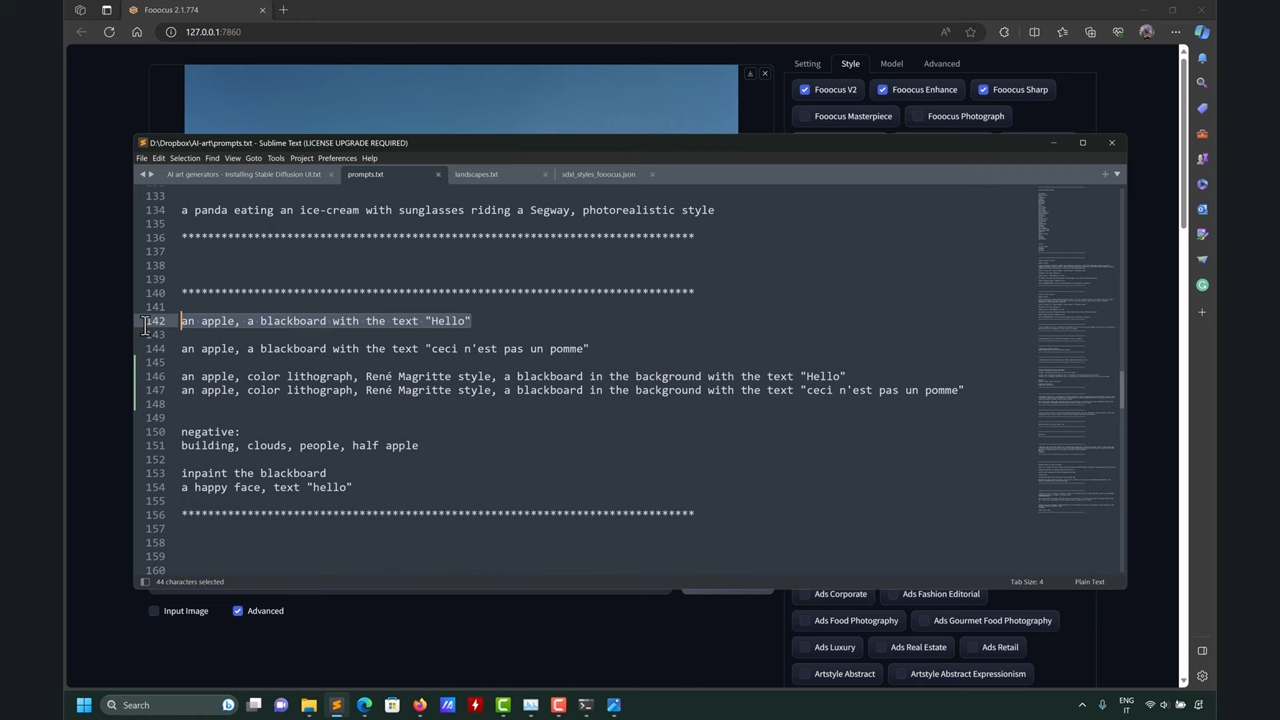 Fooocus 2.1.774
127.0.0.1:7860
Setting Style Model Advanced
Fooocus V2 Fooocus Enhance Fooocus Sharp
Fooocus Masterpiece Fooocus Photograph
D:\Dropbox\AI-art\prompts.txt - Sublime Text (LICENSE UPGRADE REQUIRED)
File Edit Selection Find View Goto Tools Project Preferences Help
AI art generators - Installing Stable Diffusion UI.txt prompts.txt landscapes.txt sdxl_styles_fooocus.json
133
134 a panda eating an ice-cream with sunglasses riding a Segway, photorealistic style
135
136 ******************************************************************************
137
138
139
140 ******************************************************************************
141
142 an apple, a blackboard with the text "Hello"
143
144 an apple, a blackboard with the text "ceci n'est pas un pomme"
145
146 an apple, color lithograph, Rene Magritte style, a blackboard in the background with the text "Hello"
147 an apple, color lithograph, Rene Magritte style, a blackboard in the background with the text "ceci n'est pas un pomme"
148
149
150 negative:
151 building, clouds, people, half apple
152
153 inpaint the blackboard
154 a happy face, text "hello"
155
156 ******************************************************************************
157
158
159
160
44 characters selected Tab Size: 4 Plain Text
Input Image Advanced
Ads Corporate Ads Fashion Editorial
Ads Food Photography Ads Gourmet Food Photography
Ads Luxury Ads Real Estate Ads Retail
Artstyle Abstract Artstyle Abstract Expressionism
Search
ENG
IT